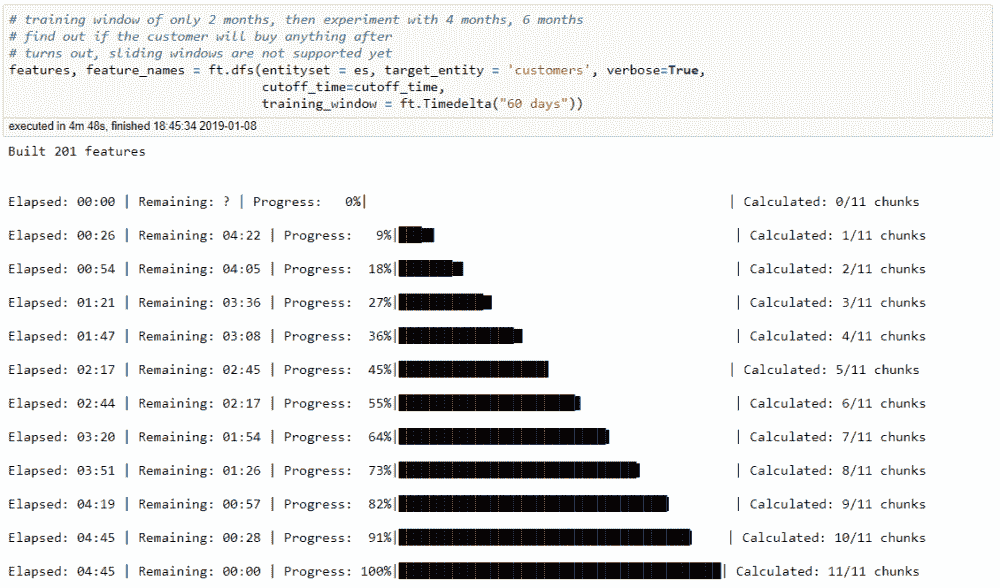 # training window of only 2 months, then experiment with 4 months, 6 months
# find out if the customer will buy anything after
# turns out, sliding windows are not supported yet
features, feature_names = ft.dfs(entityset = es, target_entity = 'customers', verbose=True,
cutoff_time=cutoff_time,
training_window = ft.Timedelta("60 days"))
executed in 4m 48s, finished 18:45:34 2019-01-08
Built 201 features
Elapsed: 00:00 | Remaining: ? | Progress:   0%| | Calculated: 0/11 chunks
Elapsed: 00:26 | Remaining: 04:22 | Progress:   9%| | Calculated: 1/11 chunks
Elapsed: 00:54 | Remaining: 04:05 | Progress:  18%| | Calculated: 2/11 chunks
Elapsed: 01:21 | Remaining: 03:36 | Progress:  27%| | Calculated: 3/11 chunks
Elapsed: 01:47 | Remaining: 03:08 | Progress:  36%| | Calculated: 4/11 chunks
Elapsed: 02:17 | Remaining: 02:45 | Progress:  45%| | Calculated: 5/11 chunks
Elapsed: 02:44 | Remaining: 02:17 | Progress:  55%| | Calculated: 6/11 chunks
Elapsed: 03:20 | Remaining: 01:54 | Progress:  64%| | Calculated: 7/11 chunks
Elapsed: 03:51 | Remaining: 01:26 | Progress:  73%| | Calculated: 8/11 chunks
Elapsed: 04:19 | Remaining: 00:57 | Progress:  82%| | Calculated: 9/11 chunks
Elapsed: 04:45 | Remaining: 00:28 | Progress:  91%| | Calculated: 10/11 chunks
Elapsed: 04:45 | Remaining: 00:00 | Progress: 100%| | Calculated: 11/11 chunks